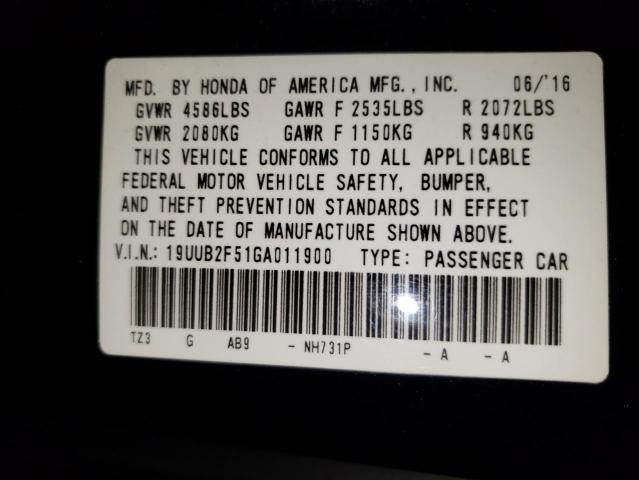 MFD. BY HONDA OF AMERICA MFG., INC. 06/'16
GVWR 4586LBS GAWR F 2535LBS R 2072LBS
GVWR 2080KG GAWR F 1150KG R 940KG
THIS VEHICLE CONFORMS TO ALL APPLICABLE
FEDERAL MOTOR VEHICLE SAFETY, BUMPER,
AND THEFT PREVENTION STANDARDS IN EFFECT
ON THE DATE OF MANUFACTURE SHOWN ABOVE.
V.I.N.: 19UUB2F51GA011900 TYPE: PASSENGER CAR
TZ3 G AB9 - NH731P - A - A